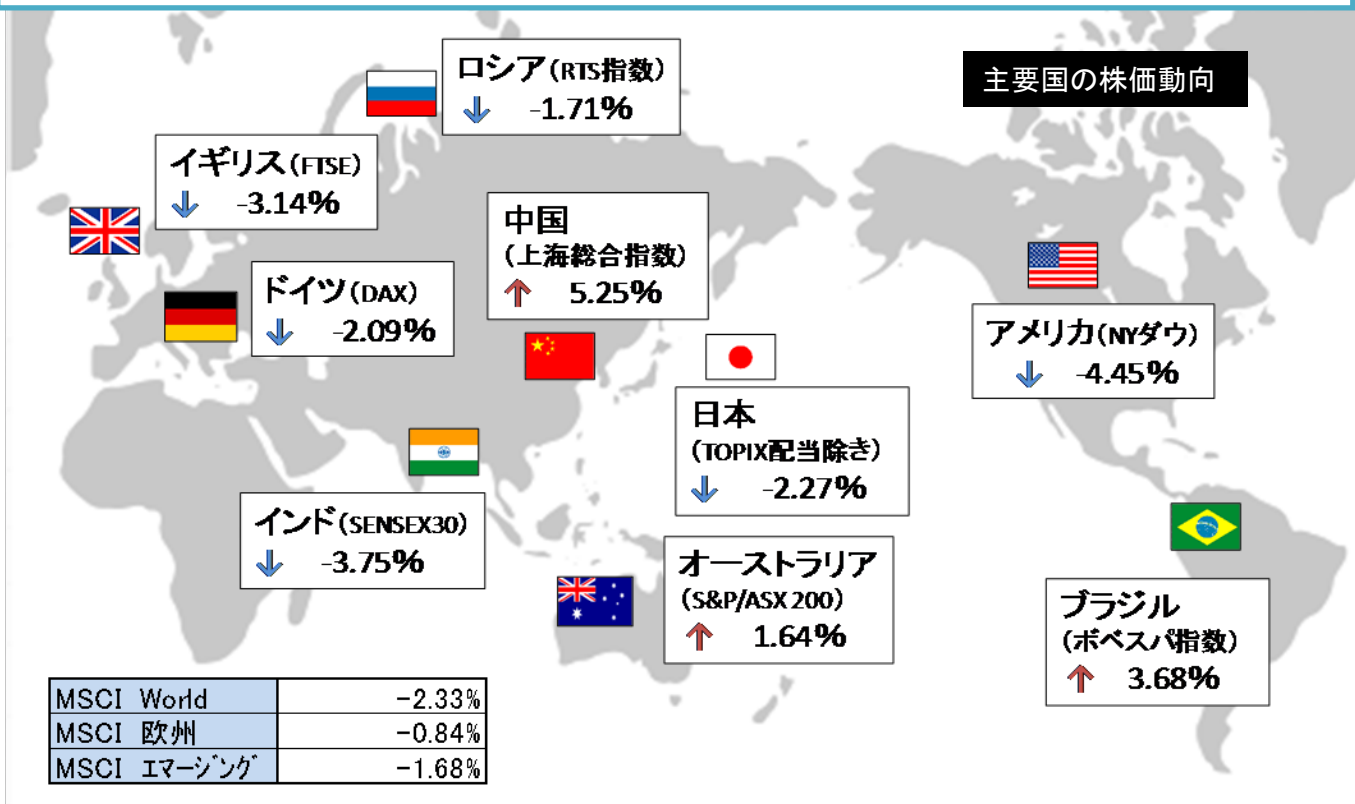 主要国の株価動向
ロシア(RTS指数)
↓ -1.71%
イギリス(FTSE)
↓ -3.14%
中国
(上海総合指数)
↑ 5.25%
ドイツ(DAX)
↓ -2.09%
アメリカ(NYダウ)
↓ -4.45%
日本
(TOPIX配当除き)
↓ -2.27%
インド(SENSEX30)
↓ -3.75%
オーストラリア
(S&P/ASX 200)
↑ 1.64%
ブラジル
(ボベスパ指数)
↑ 3.68%
MSCI World -2.33%
MSCI 欧州 -0.84%
MSCI エマージング -1.68%